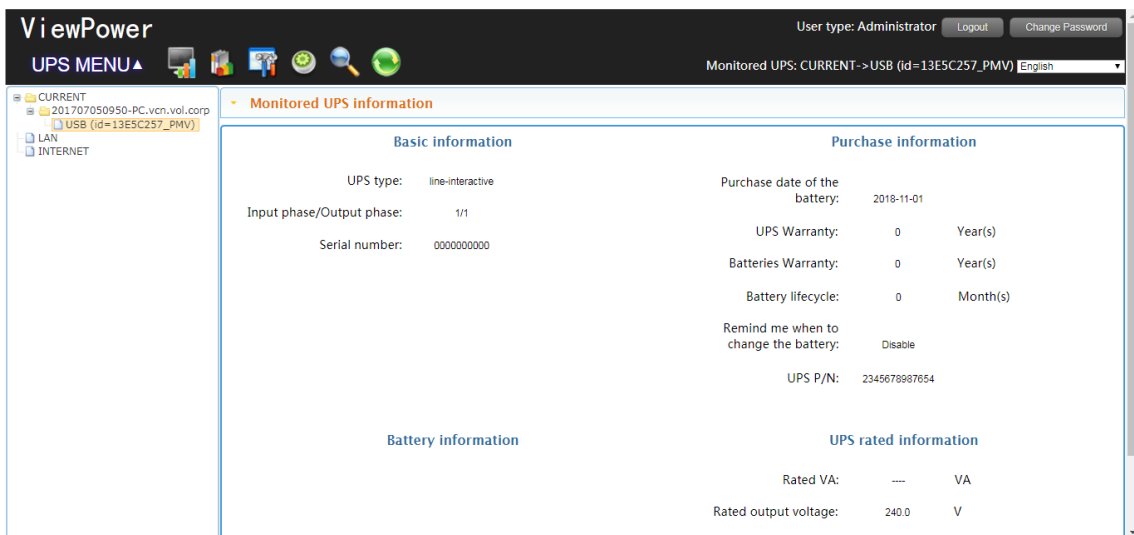 ViewPower
User type: Administrator Logout Change Password
UPS MENU▲
Monitored UPS: CURRENT->USB (id=13E5C257_PMV) English
CURRENT
201707050950-PC.vcn.vol.corp
USB (id=13E5C257_PMV)
LAN
INTERNET
Monitored UPS information
Basic information
UPS type: line-interactive
Input phase/Output phase: 1/1
Serial number: 0000000000
Purchase information
Purchase date of the
battery: 2018-11-01
UPS Warranty: 0 Year(s)
Batteries Warranty: 0 Year(s)
Battery lifecycle: 0 Month(s)
Remind me when to
change the battery: Disable
UPS P/N: 2345678987654
Battery information
UPS rated information
Rated VA: ---- VA
Rated output voltage: 240.0 V